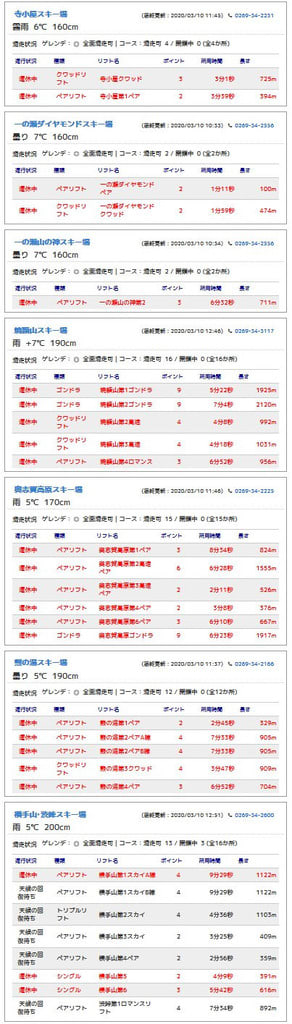 寺小屋スキー場 (最終更新：2020/03/10 11:45) 0269-34-2231
霧雨 6℃ 160cm
滑走状況 ゲレンデ：◎ 全面滑走可 | コース：滑走可 4 / 閉鎖中 0 (全4か所)
運行状況 種類 リフト名 ポイント 所用時間 長さ
運休中 クワッドリフト 寺小屋クワッド 3 3分1秒 725m
運休中 ペアリフト 寺小屋第1ペア 2 3分39秒 394m
一の瀬ダイヤモンドスキー場 (最終更新：2020/03/10 10:33) 0269-34-2336
曇り 7℃ 160cm
滑走状況 ゲレンデ：◎ 全面滑走可 | コース：滑走可 2 / 閉鎖中 0 (全2か所)
運行状況 種類 リフト名 ポイント 所用時間 長さ
運休中 ペアリフト 一の瀬ダイヤモンドペア 2 1分11秒 100m
運休中 クワッドリフト 一の瀬ダイヤモンドクワッド 2 1分59秒 474m
一の瀬山の神スキー場 (最終更新：2020/03/10 10:34) 0269-34-2336
曇り 7℃ 160cm
滑走状況 ゲレンデ：◎ 全面滑走可 | コース：滑走可 2 / 閉鎖中 0 (全2か所)
運行状況 種類 リフト名 ポイント 所用時間 長さ
運休中 ペアリフト 一の瀬山の神第2 3 6分32秒 711m
焼額山スキー場 (最終更新：2020/03/10 12:46) 0269-34-3117
雨 +7℃ 190cm
滑走状況 ゲレンデ：◎ 全面滑走可 | コース：滑走可 16 / 閉鎖中 0 (全16か所)
運行状況 種類 リフト名 ポイント 所用時間 長さ
運休中 ゴンドラ 焼額山第1ゴンドラ 9 5分22秒 1925m
運休中 ゴンドラ 焼額山第2ゴンドラ 9 7分4秒 2120m
運休中 クワッドリフト 焼額山第2高速 4 4分8秒 992m
運休中 クワッドリフト 焼額山第3高速 4 4分18秒 1031m
運休中 ペアリフト 焼額山第4ロマンス 3 6分52秒 956m
奥志賀高原スキー場 (最終更新：2020/03/10 11:46) 0269-34-2225
雨 5℃ 170cm
滑走状況 ゲレンデ：◎ 全面滑走可 | コース：滑走可 15 / 閉鎖中 0 (全15か所)
運行状況 種類 リフト名 ポイント 所用時間 長さ
運休中 ペアリフト 奥志賀高原第1ペア 3 8分34秒 824m
運休中 ペアリフト 奥志賀高原第2高速ペア 6 6分28秒 1555m
運休中 ペアリフト 奥志賀高原第3高速ペア 2 2分11秒 526m
運休中 ペアリフト 奥志賀高原第4ペア 2 3分8秒 376m
運休中 ペアリフト 奥志賀高原第6ペア 3 6分10秒 667m
運休中 ゴンドラ 奥志賀高原ゴンドラ 9 6分23秒 1917m
熊の湯スキー場 (最終更新：2020/03/10 11:37) 0269-34-2166
曇り 5℃ 190cm
滑走状況 ゲレンデ：◎ 全面滑走可 | コース：滑走可 12 / 閉鎖中 0 (全12か所)
運行状況 種類 リフト名 ポイント 所用時間 長さ
運休中 ペアリフト 熊の湯第1ペア 2 2分45秒 329m
運休中 ペアリフト 熊の湯第2ペアA線 4 7分33秒 905m
運休中 ペアリフト 熊の湯第2ペアB線 4 7分33秒 905m
運休中 クワッドリフト 熊の湯第3クワッド 4 3分47秒 909m
運休中 ペアリフト 熊の湯第4ペア 3 6分52秒 704m
横手山・渋峠スキー場 (最終更新：2020/03/10 12:51) 0269-34-2600
雨 5℃ 200cm
滑走状況 ゲレンデ：◎ 全面滑走可 | コース：滑走可 13 / 閉鎖中 3 (全16か所)
運行状況 種類 リフト名 ポイント 所用時間 長さ
運休中 ペアリフト 横手山第1スカイA線 4 9分29秒 1122m
天候の回復待ち ペアリフト 横手山第1スカイB線 4 9分29秒 1122m
天候の回復待ち トリプルリフト 横手山第2スカイ 4 4分36秒 1103m
天候の回復待ち ペアリフト 横手山第3スカイ 2 3分25秒 409m
天候の回復待ち ペアリフト 横手山第4ペア 2 2分56秒 359m
運休中 シングル 横手山第5 2 4分9秒 391m
運休中 シングル 横手山第6 3 5分42秒 616m
天候の回復待ち ペアリフト 渋峠第1ロマンスリフト 4 7分34秒 892m